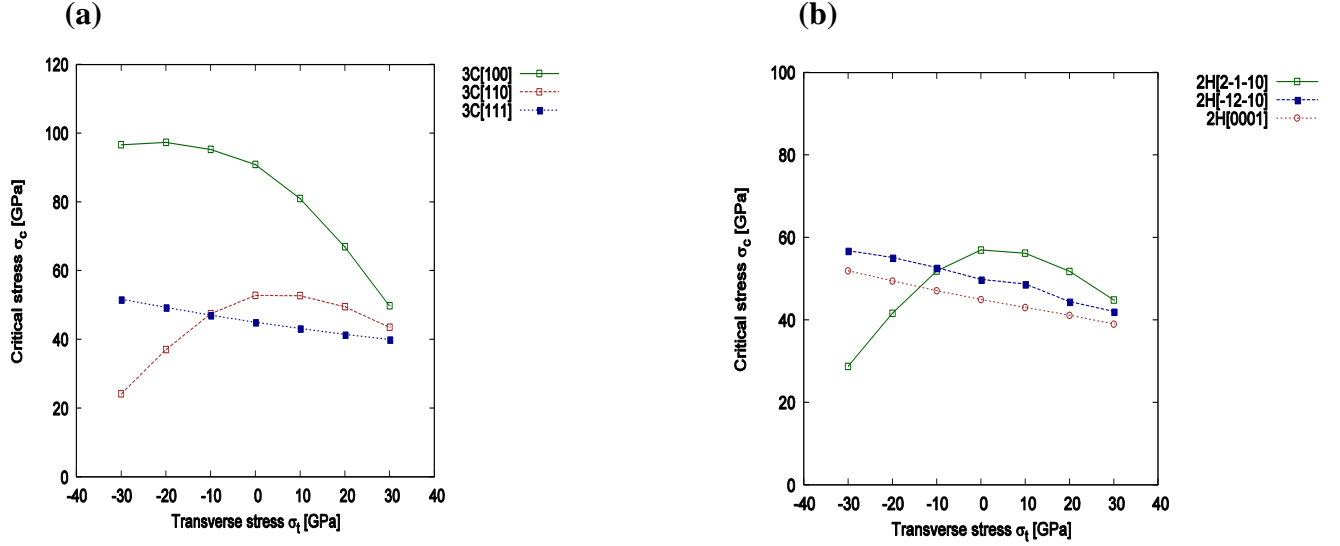 (a)
120
100
80
60
40
20
0
-40 -30 -20 -10 0 10 20 30 40
Critical stress σc [GPa]
Transverse stress σt [GPa]
3C[100]
3C[110]
3C[111]
(b)
100
80
60
40
20
0
-40 -30 -20 -10 0 10 20 30 40
Critical stress σc [GPa]
Transverse stress σt [GPa]
2H[2-1-10]
2H[-12-10]
2H[0001]